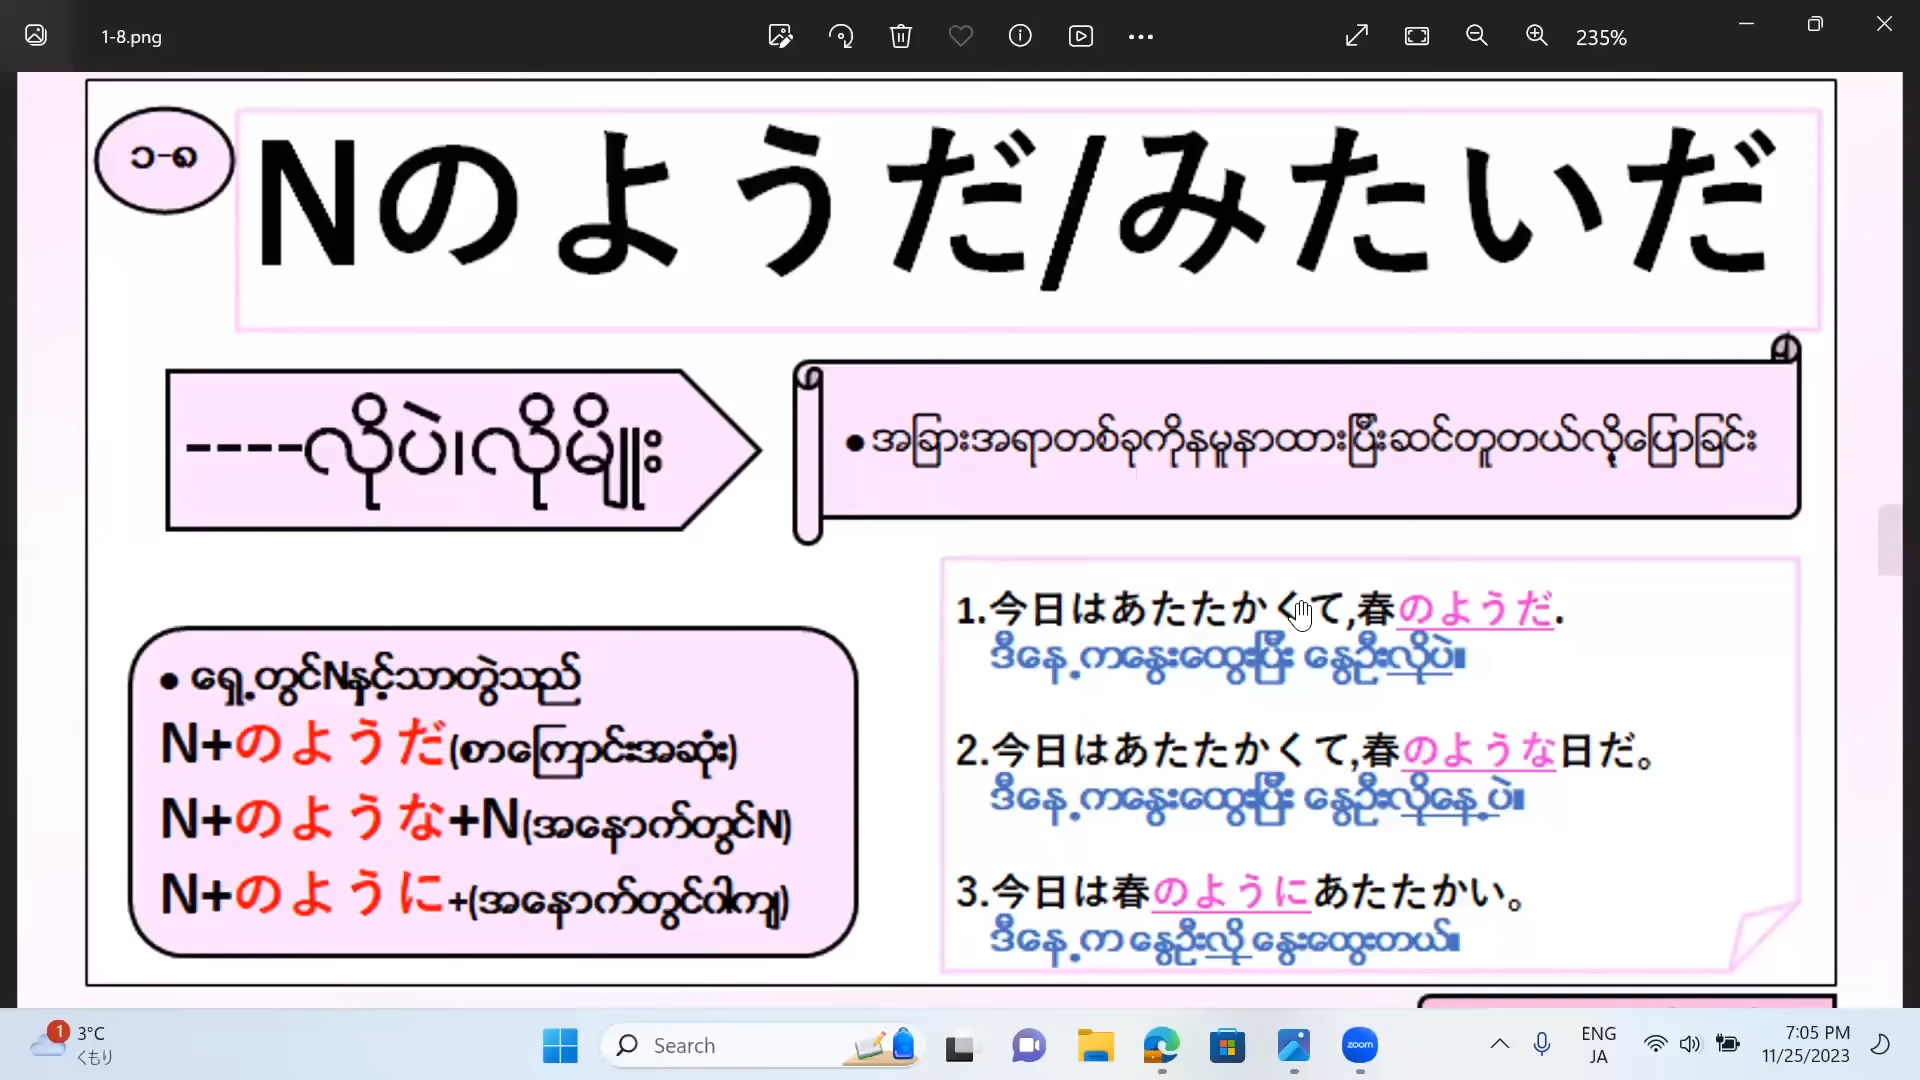 1-8.png
235%
၁-၈
Nのようだ/みたいだ
----လိုပဲ၊လိုမျိုး
●အခြားအရာတစ်ခုကိုနမူနာထားပြီးဆင်တူတယ်လို့ပြောခြင်း
● ရှေ့တွင်Nနှင့်သာတွဲသည်
N+のようだ(စာကြောင်းအဆုံး)
N+のような+N(အနောက်တွင်N)
N+のように+(အနောက်တွင်ဝါကျ)
1.今日はあたたかくて,春のようだ.
ဒီနေ့ကနွေးထွေးပြီး နွေဦးလိုပဲ။
2.今日はあたたかくて,春のような日だ。
ဒီနေ့ကနွေးထွေးပြီး နွေဦးလိုနေ့ပဲ။
3.今日は春のようにあたたかい。
ဒီနေ့က နွေဦးလို နွေးထွေးတယ်။
1
3°C
くもり
Search
zoom
ENG
JA
7:05 PM
11/25/2023